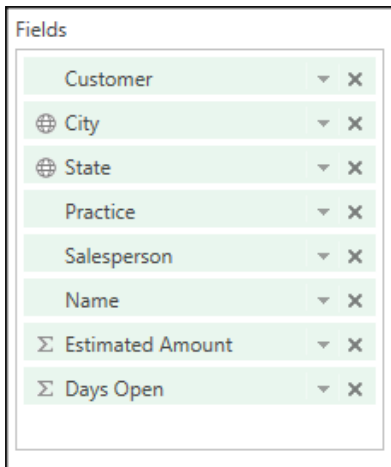 Fields
Customer
City
State
Practice
Salesperson
Name
Σ Estimated Amount
Σ Days Open